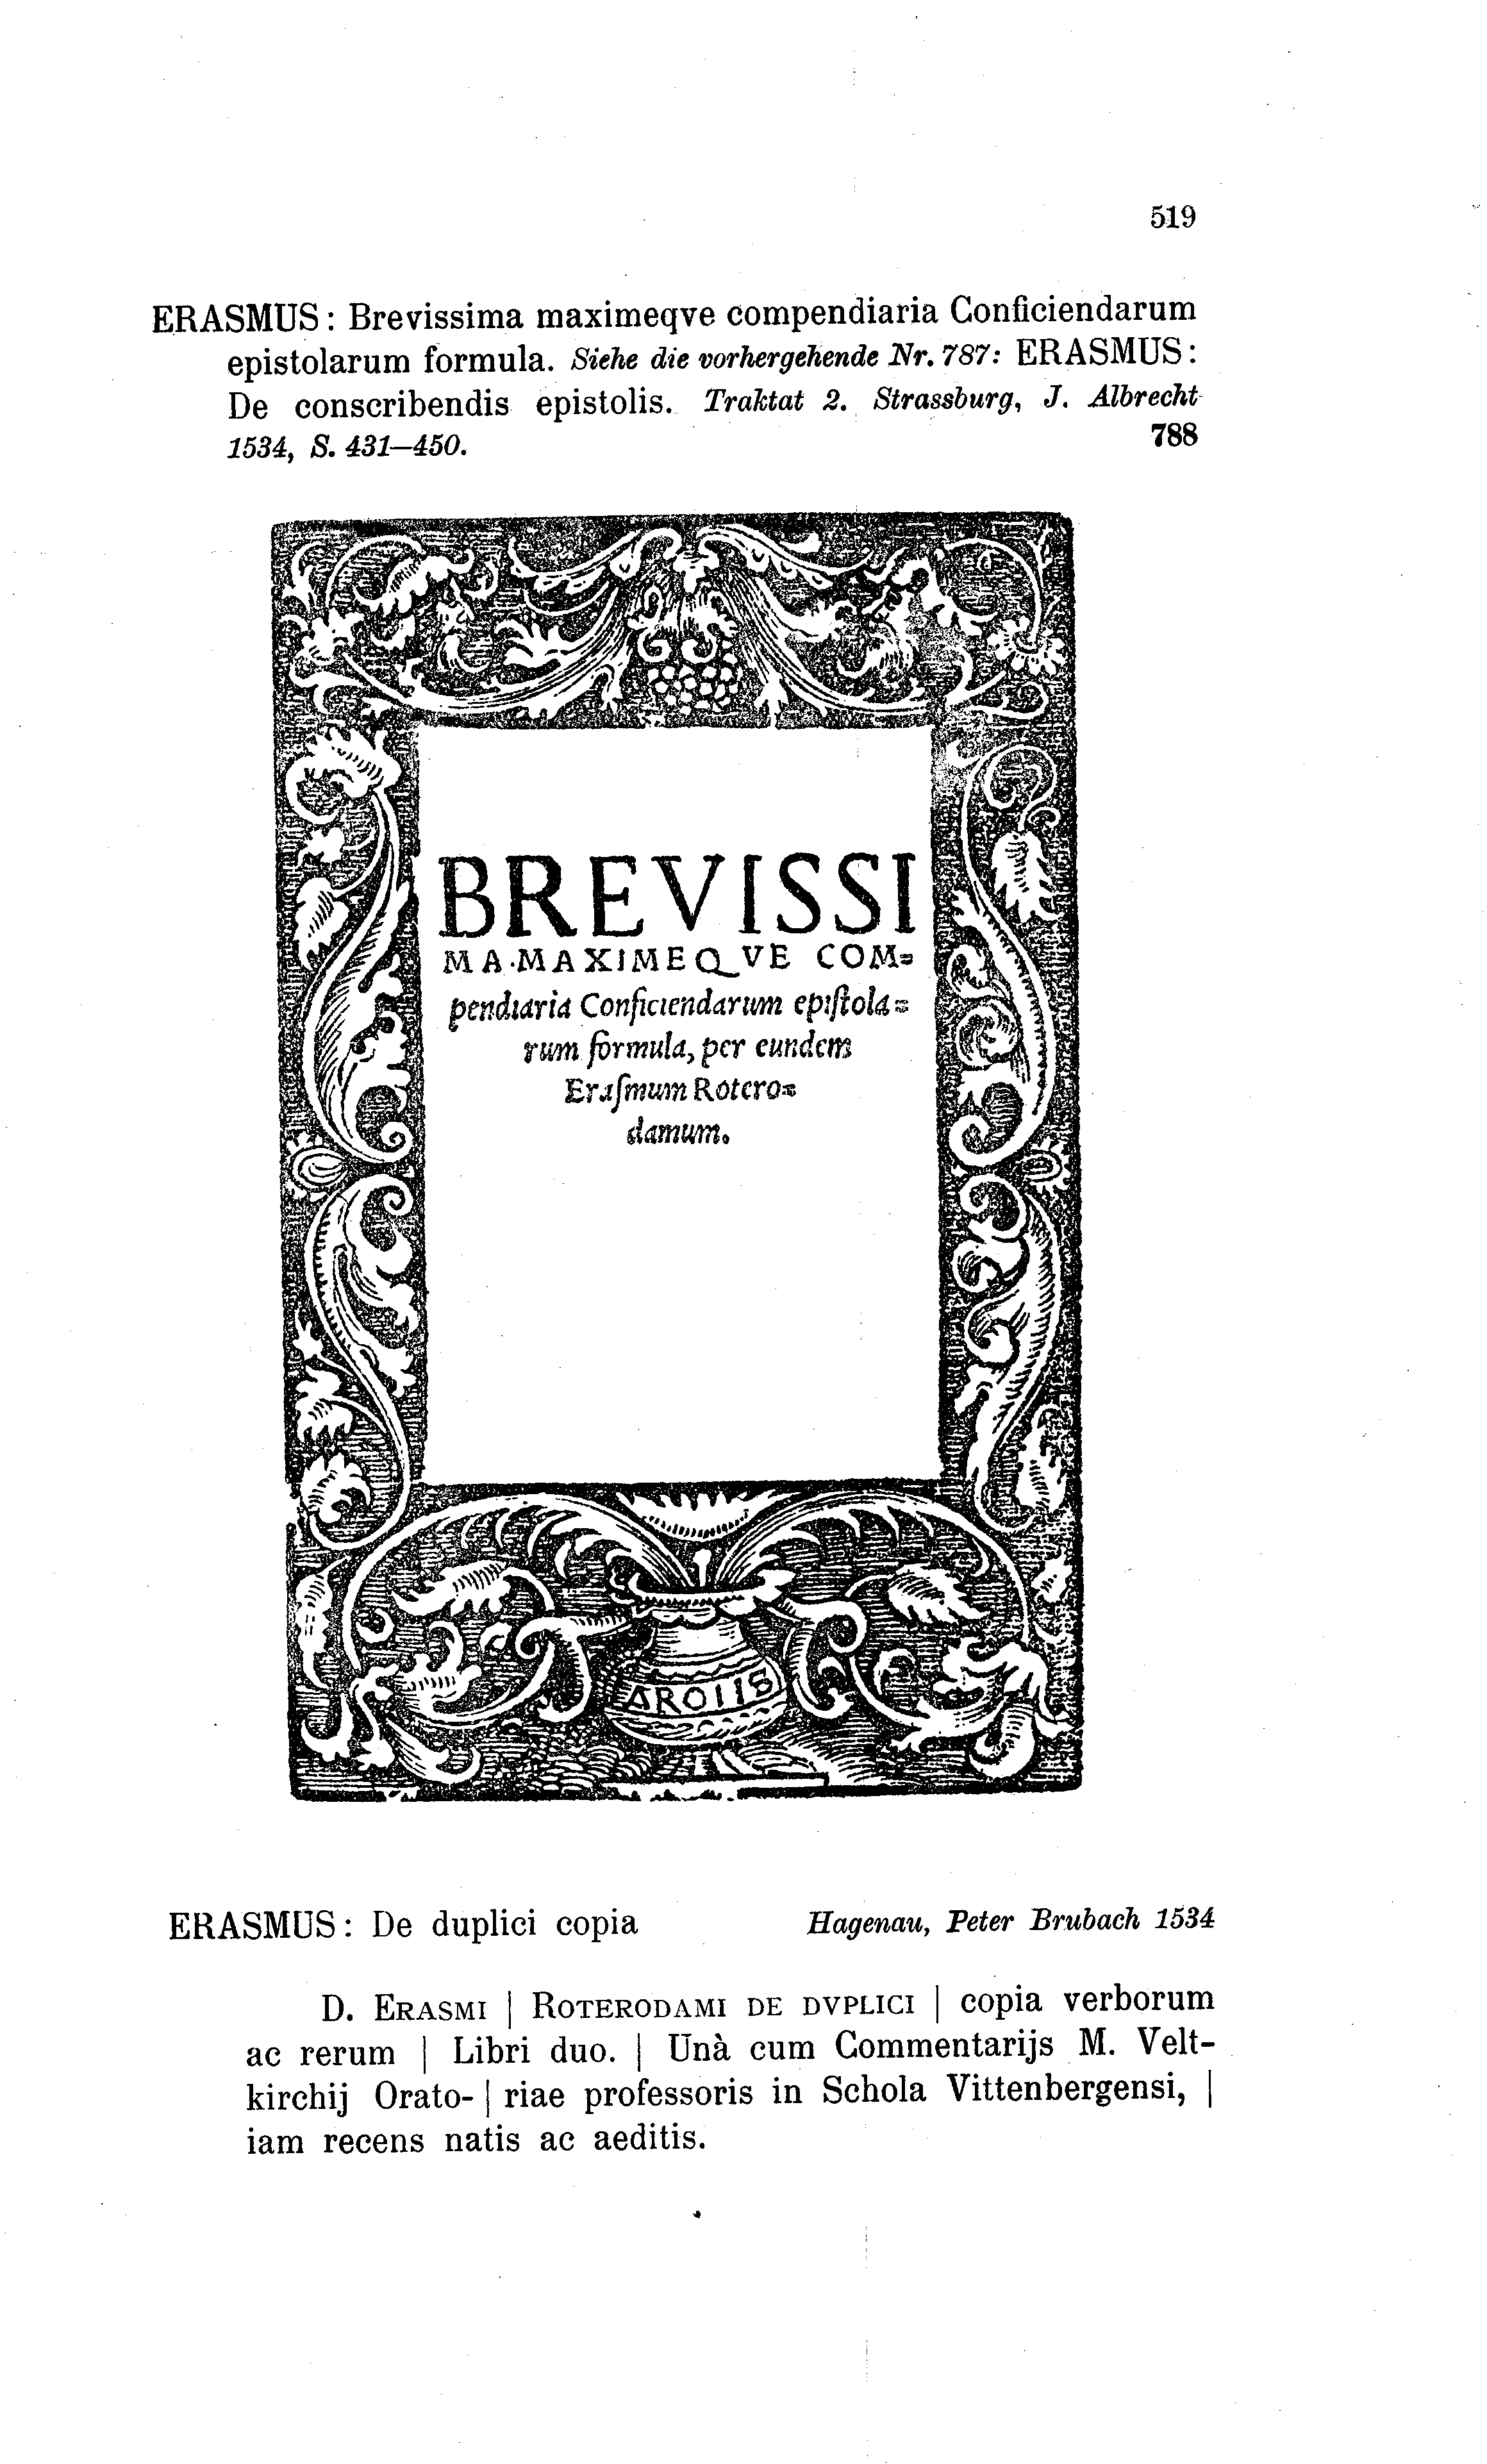 519
ERASMUS: Brevissima maximeqve compendiaria Conficiendarum
epistolarum formula. Siehe die vorhergehende Nr. 787: ERASMUS:
De conscribendis epistolis. Traktat 2. Strassburg, J. Albrecht
1534, S. 431—450. 788
BREVISSI
MA·MAXIMEQVE COM=
pendiaria Conficiendarum epiſtola=
rum formula, per eundem
Eraſmum Rotero=
damum.
AROIIS
ERASMUS: De duplici copia Hagenau, Peter Brubach 1534
D. ERASMI | ROTERODAMI DE DVPLICI | copia verborum
ac rerum | Libri duo. | Unà cum Commentarijs M. Velt-
kirchij Orato- | riae professoris in Schola Vittenbergensi, |
iam recens natis ac aeditis.